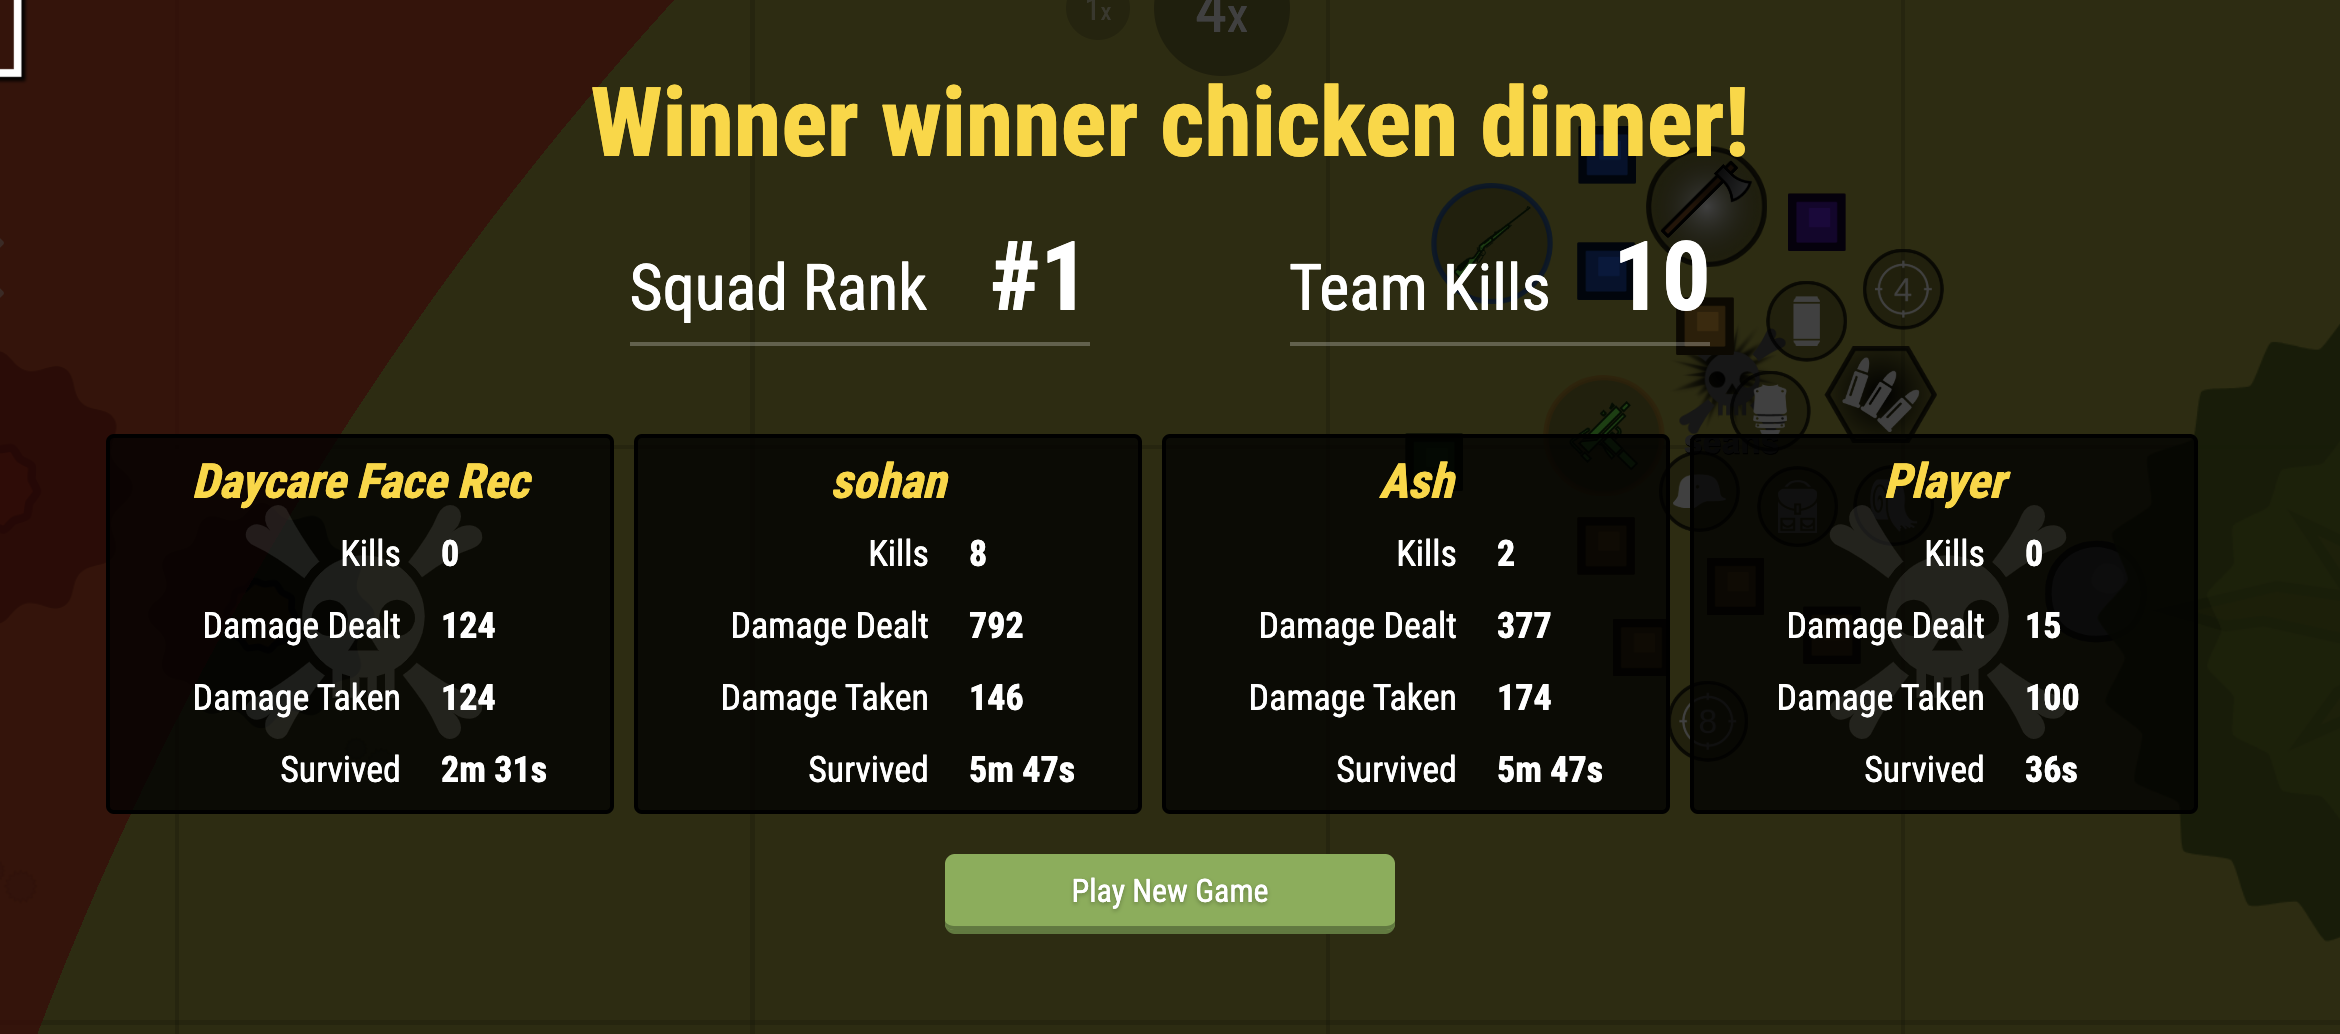 1x
4x
Winner winner chicken dinner!
Squad Rank #1
Team Kills 10
4
Daycare Face Rec
Kills 0
Damage Dealt 124
Damage Taken 124
Survived 2m 31s
sohan
Kills 8
Damage Dealt 792
Damage Taken 146
Survived 5m 47s
Ash
Kills 2
Damage Dealt 377
Damage Taken 174
Survived 5m 47s
Player
Kills 0
Damage Dealt 15
Damage Taken 100
Survived 36s
8
Play New Game